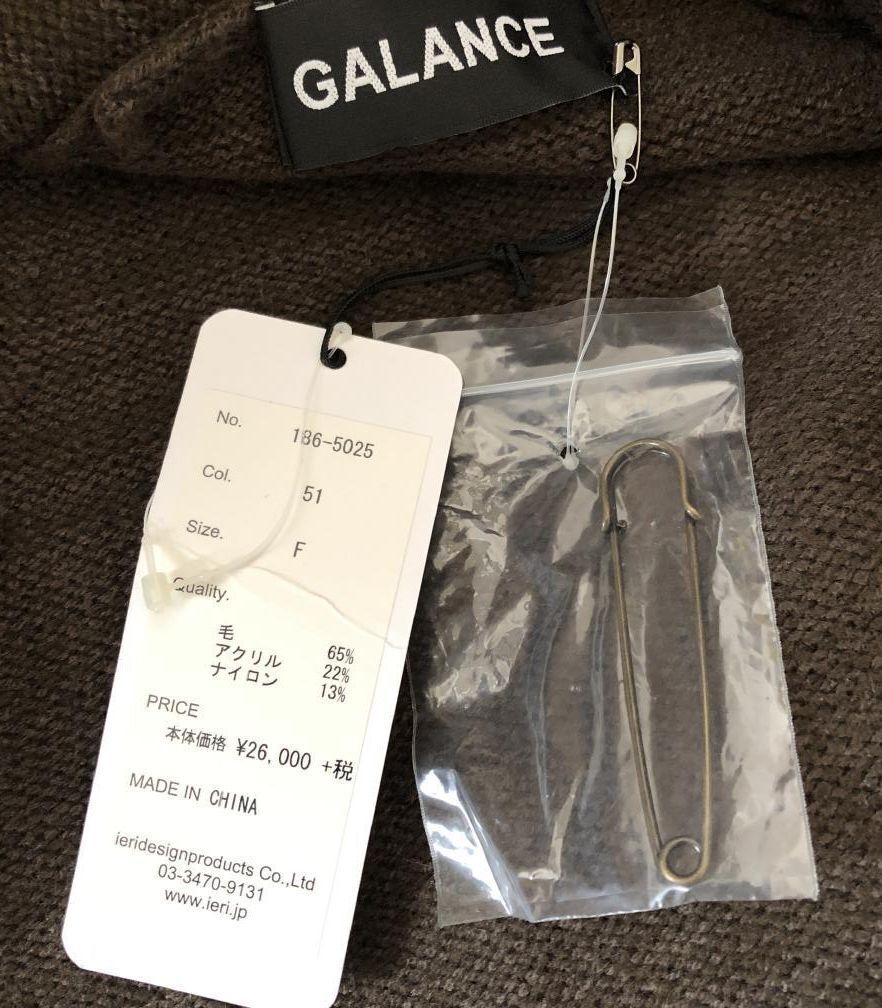 GALANCE
No. 186-5025
Col. 51
Size. F
Quality.
毛 65%
アクリル 22%
ナイロン 13%
PRICE
本体価格 ¥26,000 +税
MADE IN CHINA
ieridesignproducts Co.,Ltd
03-3470-9131
www.ieri.jp